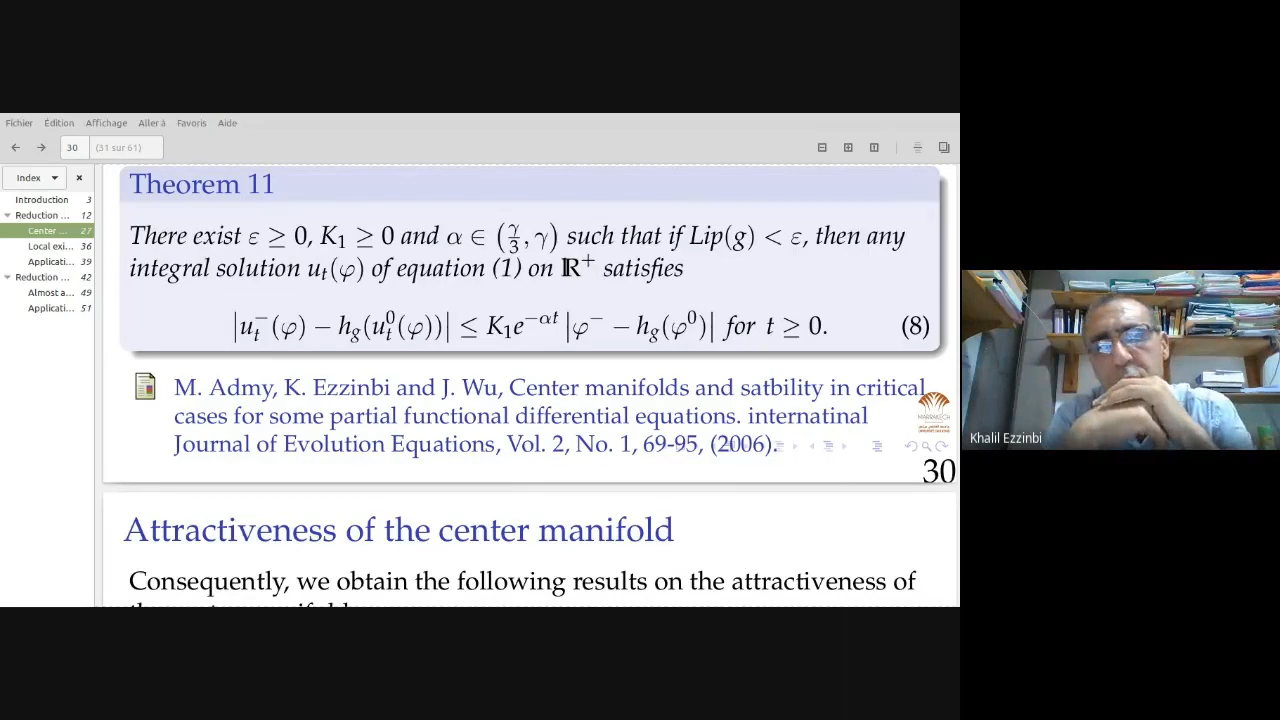 Fichier Édition Affichage Aller à Favoris Aide
30 (31 sur 61)
Index
Introduction 3
Reduction ... 12
Center ... 27
Local exi... 36
Applicati... 39
Reduction ... 42
Almost a... 49
Applicati... 51
Theorem 11
There exist ε ≥ 0, K₁ ≥ 0 and α ∈ (γ/3, γ) such that if Lip(g) < ε, then any
integral solution uₜ(φ) of equation (1) on ℝ⁺ satisfies
|uₜ⁻(φ) − h_g(uₜ⁰(φ))| ≤ K₁e^{−αt} |φ⁻ − h_g(φ⁰)| for t ≥ 0. (8)
M. Admy, K. Ezzinbi and J. Wu, Center manifolds and satbility in critical
cases for some partial functional differential equations. internatinal
Journal of Evolution Equations, Vol. 2, No. 1, 69-95, (2006).
MARRAKECH
30
Attractiveness of the center manifold
Consequently, we obtain the following results on the attractiveness of
Khalil Ezzinbi